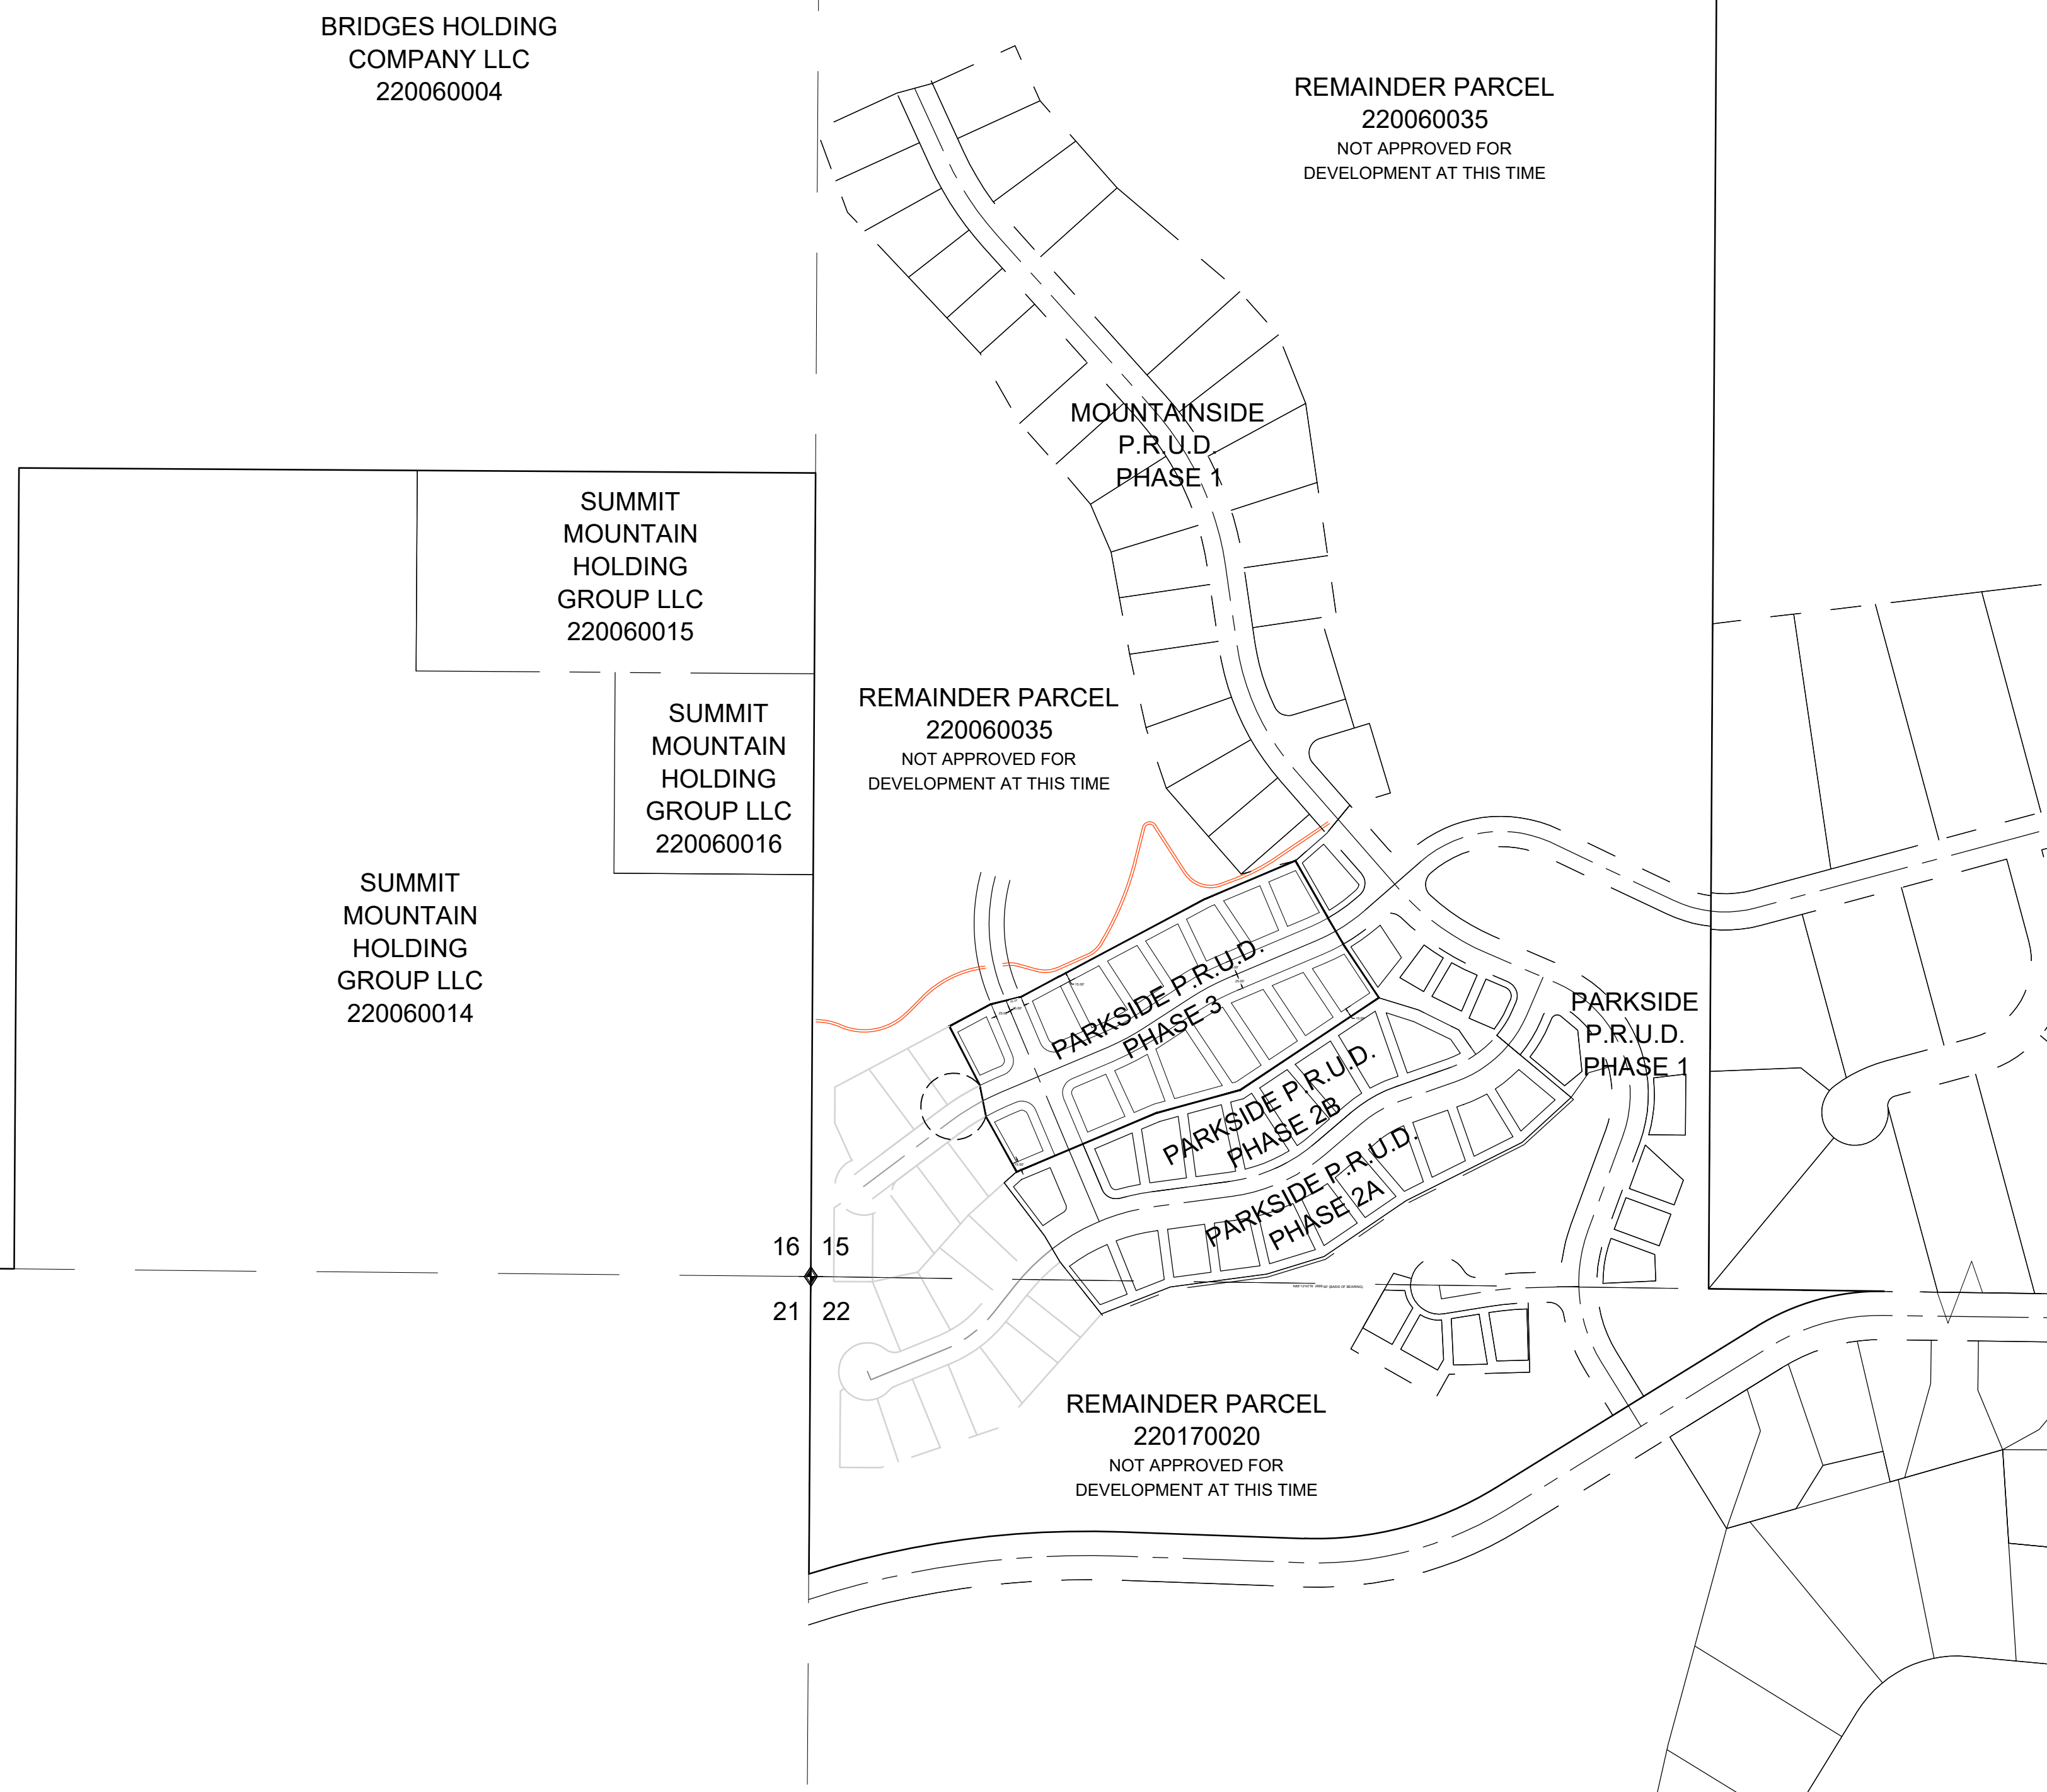 BRIDGES HOLDING
COMPANY LLC
220060004
REMAINDER PARCEL
220060035
NOT APPROVED FOR
DEVELOPMENT AT THIS TIME
MOUNTAINSIDE
P.R.U.D.
PHASE 1
SUMMIT
MOUNTAIN
HOLDING
GROUP LLC
220060015
SUMMIT
MOUNTAIN
HOLDING
GROUP LLC
220060016
REMAINDER PARCEL
220060035
NOT APPROVED FOR
DEVELOPMENT AT THIS TIME
SUMMIT
MOUNTAIN
HOLDING
GROUP LLC
220060014
PARKSIDE P.R.U.D.
PHASE 3
PARKSIDE
P.R.U.D.
PHASE 1
PARKSIDE P.R.U.D.
PHASE 2B
PARKSIDE P.R.U.D.
PHASE 2A
16 15
21 22
REMAINDER PARCEL
220170020
NOT APPROVED FOR
DEVELOPMENT AT THIS TIME